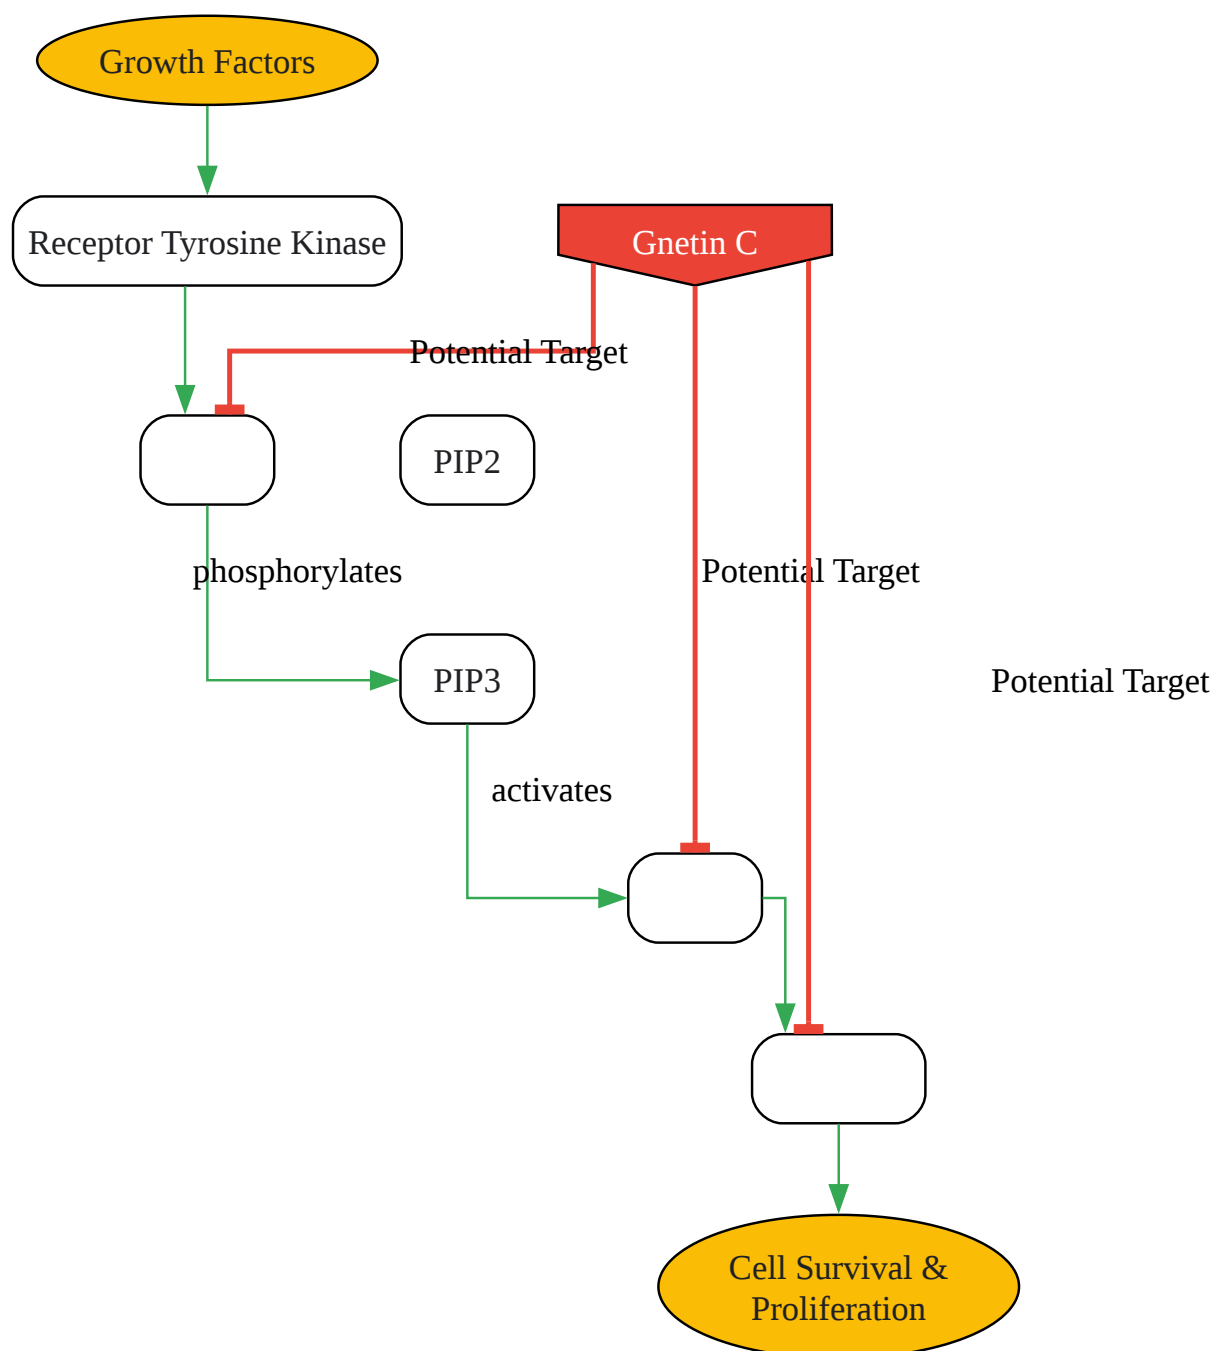 Growth Factors
Receptor Tyrosine Kinase
Gnetin C
Potential Target
PIP2
phosphorylates
Potential Target
PIP3
Potential Target
activates
Cell Survival &
Proliferation